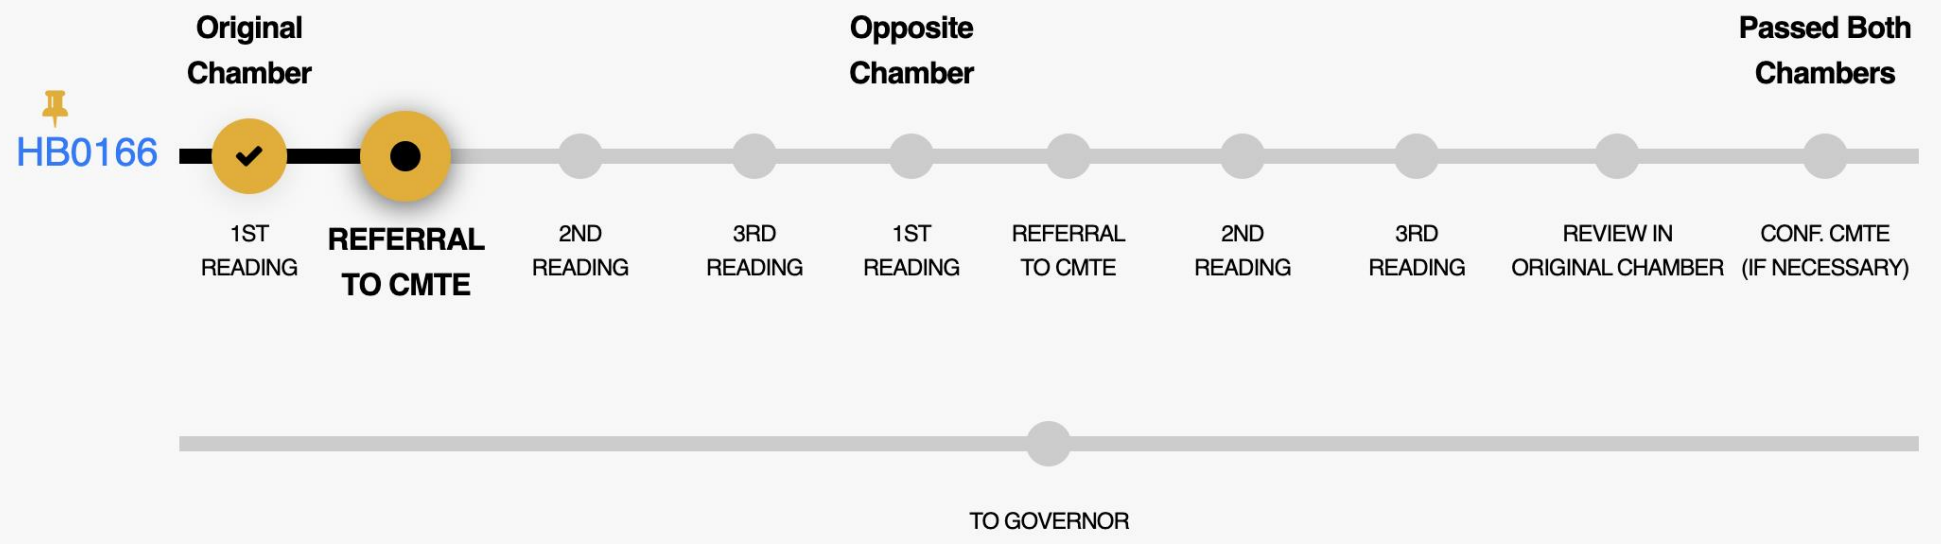 Original
Chamber
Opposite
Chamber
Passed Both
Chambers
HB0166
1ST
READING
REFERRAL
TO CMTE
2ND
READING
3RD
READING
1ST
READING
REFERRAL
TO CMTE
2ND
READING
3RD
READING
REVIEW IN
ORIGINAL CHAMBER
CONF. CMTE
(IF NECESSARY)
TO GOVERNOR